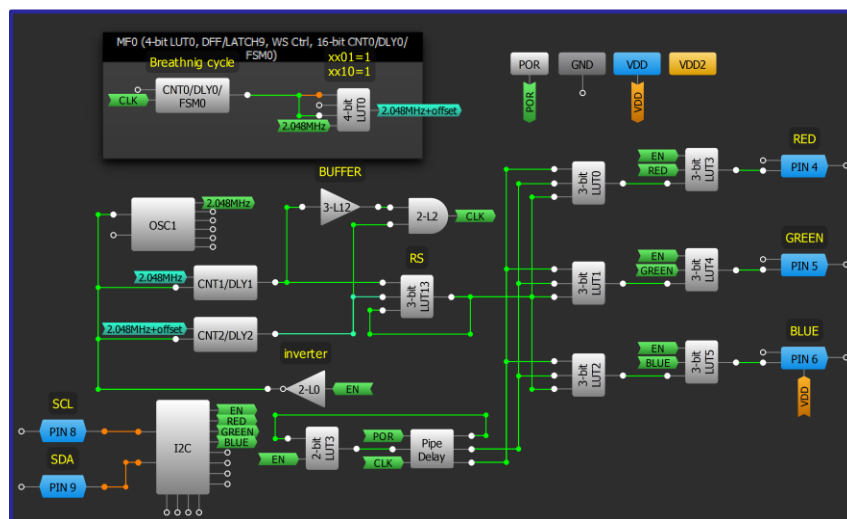 MF0 (4-bit LUT0, DFF/LATCH9, WS Ctrl, 16-bit CNT0/DLY0/
FSM0)
Breathnig cycle
xx01=1
xx10=1
CNT0/DLY0/
FSM0
CLK
4-bit
LUT0
2.048MHz+offset
2.048MHz
POR
GND
VDD
VDD2
POR
VDD
RED
EN
RED
3-bit
LUT0
3-bit
LUT3
PIN 4
BUFFER
3-L12
2-L2
CLK
OSC1
2.048MHz
GREEN
EN
GREEN
3-bit
LUT1
3-bit
LUT4
PIN 5
RS
2.048MHz
CNT1/DLY1
3-bit
LUT13
2.048MHz+offset
CNT2/DLY2
BLUE
EN
BLUE
3-bit
LUT2
3-bit
LUT5
PIN 6
VDD
inverter
2-L0
EN
SCL
PIN 8
SDA
PIN 9
I2C
EN
RED
GREEN
BLUE
EN
2-bit
LUT3
POR
CLK
Pipe
Delay